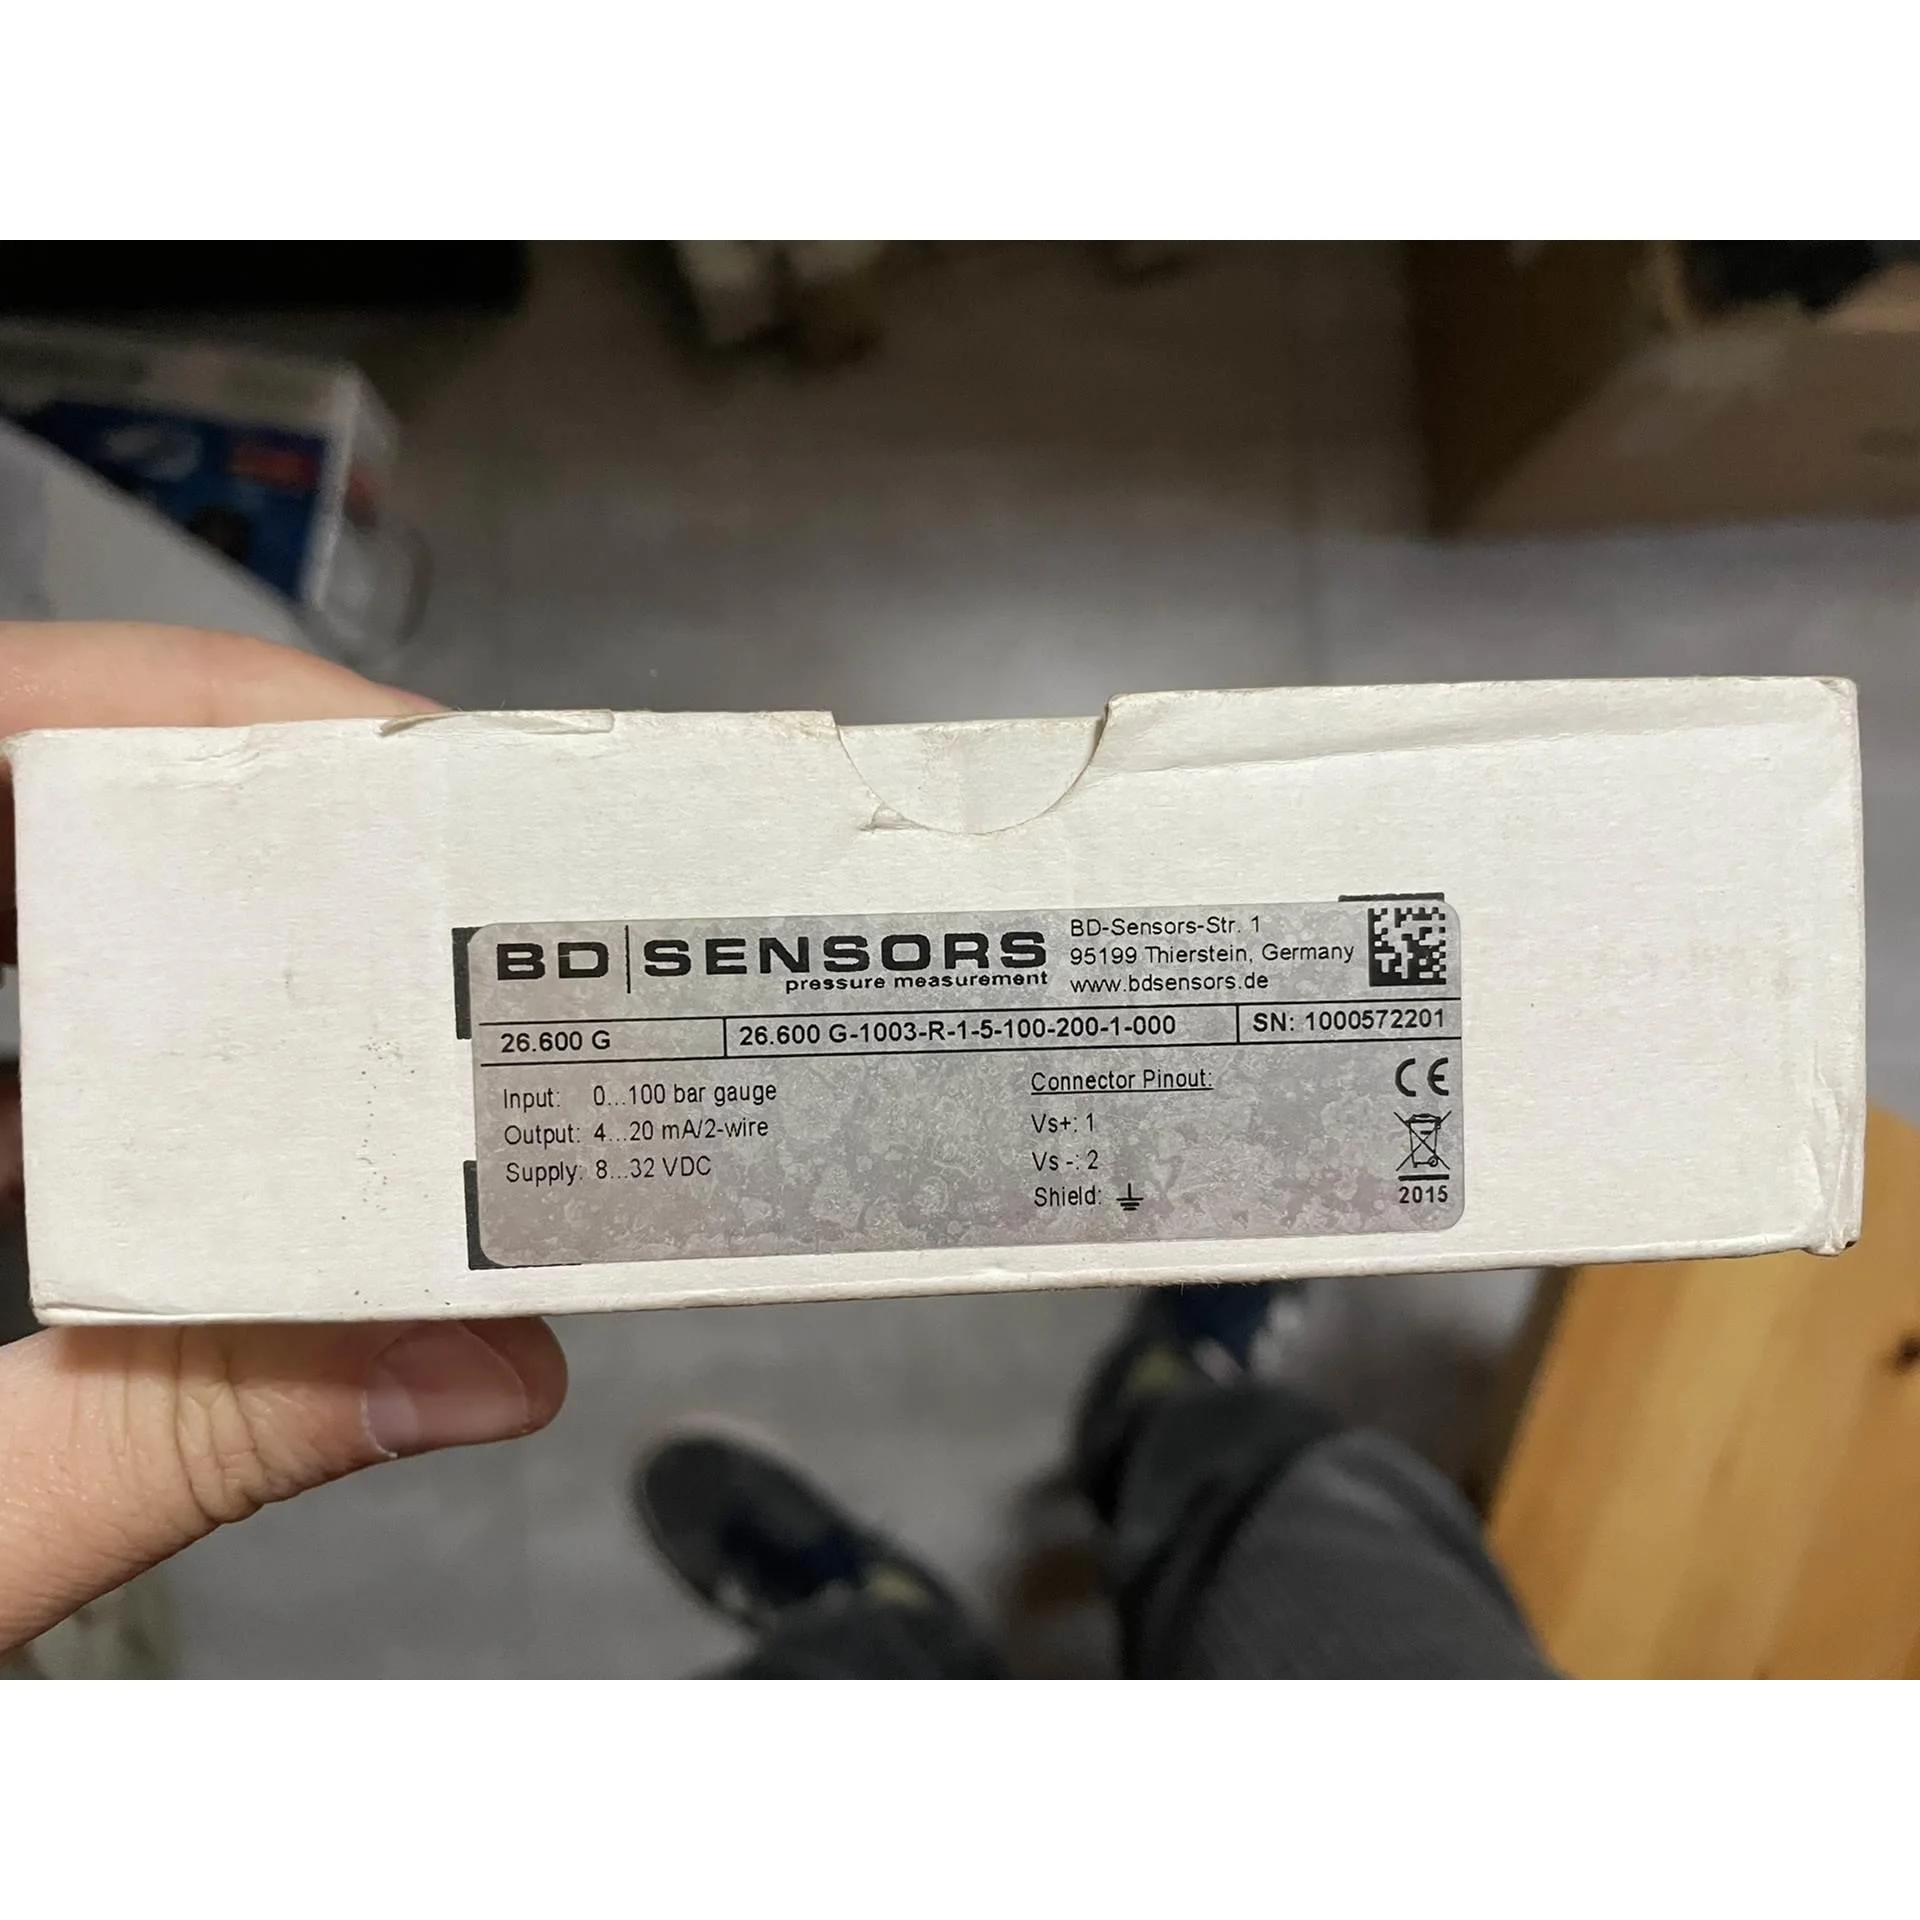 BD|SENSORS
pressure measurement
BD-Sensors-Str. 1
95199 Thierstein, Germany
www.bdsensors.de
26.600 G
26.600 G-1003-R-1-5-100-200-1-000
SN: 1000572201
Input: 0...100 bar gauge
Output: 4...20 mA/2-wire
Supply: 8...32 VDC
Connector Pinout:
Vs+: 1
Vs -: 2
Shield:
CE
2015